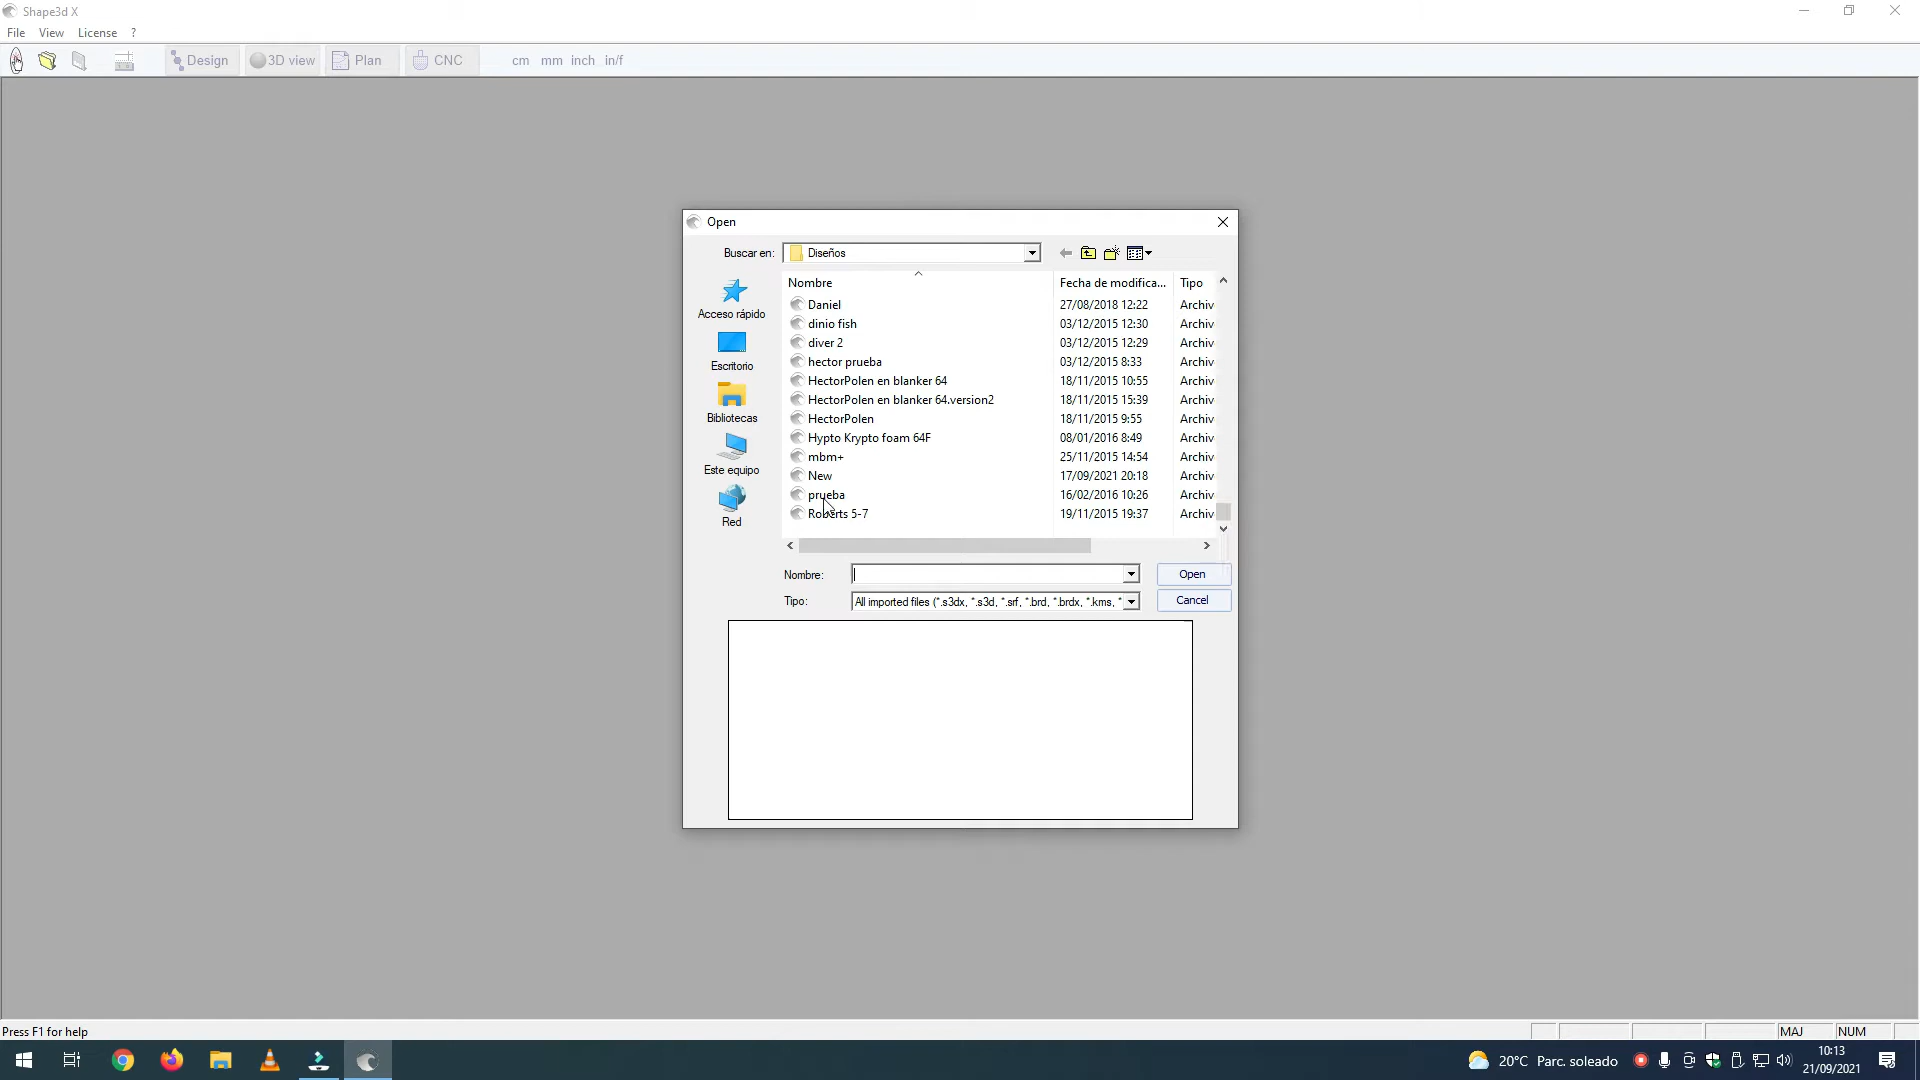 Shape3d X
File View License ?
Design 3D view Plan CNC cm mm inch in/f
Open
Buscar en: Diseños
Nombre Fecha de modifica... Tipo
Daniel 27/08/2018 12:22 Archiv
dinio fish 03/12/2015 12:30 Archiv
diver 2 03/12/2015 12:29 Archiv
hector prueba 03/12/2015 8:33 Archiv
HectorPolen en blanker 64 18/11/2015 10:55 Archiv
HectorPolen en blanker 64.version2 18/11/2015 15:39 Archiv
HectorPolen 18/11/2015 9:55 Archiv
Hypto Krypto foam 64F 08/01/2016 8:49 Archiv
mbm+ 25/11/2015 14:54 Archiv
New 17/09/2021 20:18 Archiv
prueba 16/02/2016 10:26 Archiv
Roberts 5-7 19/11/2015 19:37 Archiv
Acceso rápido
Escritorio
Bibliotecas
Este equipo
Red
Nombre: Open
Tipo: All imported files (*.s3dx, *.s3d, *.srf, *.brd, *.brdx, *.kms, * Cancel
Press F1 for help MAJ NUM
20°C Parc. soleado
10:13
21/09/2021